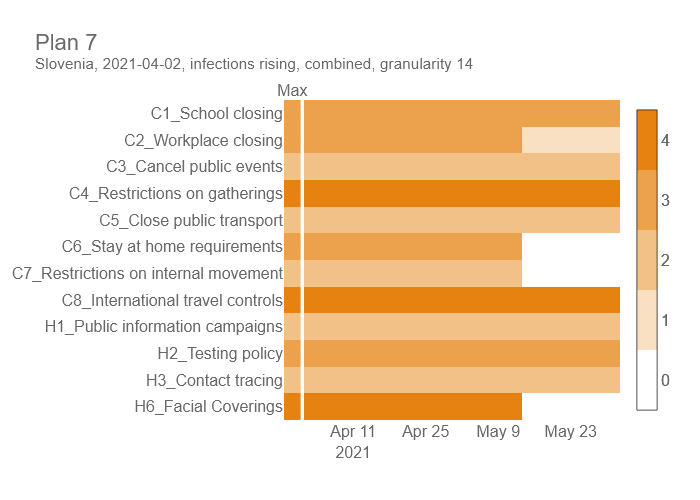 Plan 7
Slovenia, 2021-04-02, infections rising, combined, granularity 14
Max
C1_School closing
C2_Workplace closing
C3_Cancel public events
C4_Restrictions on gatherings
C5_Close public transport
C6_Stay at home requirements
C7_Restrictions on internal movement
C8_International travel controls
H1_Public information campaigns
H2_Testing policy
H3_Contact tracing
H6_Facial Coverings
Apr 11 Apr 25 May 9 May 23
2021
4
3
2
1
0